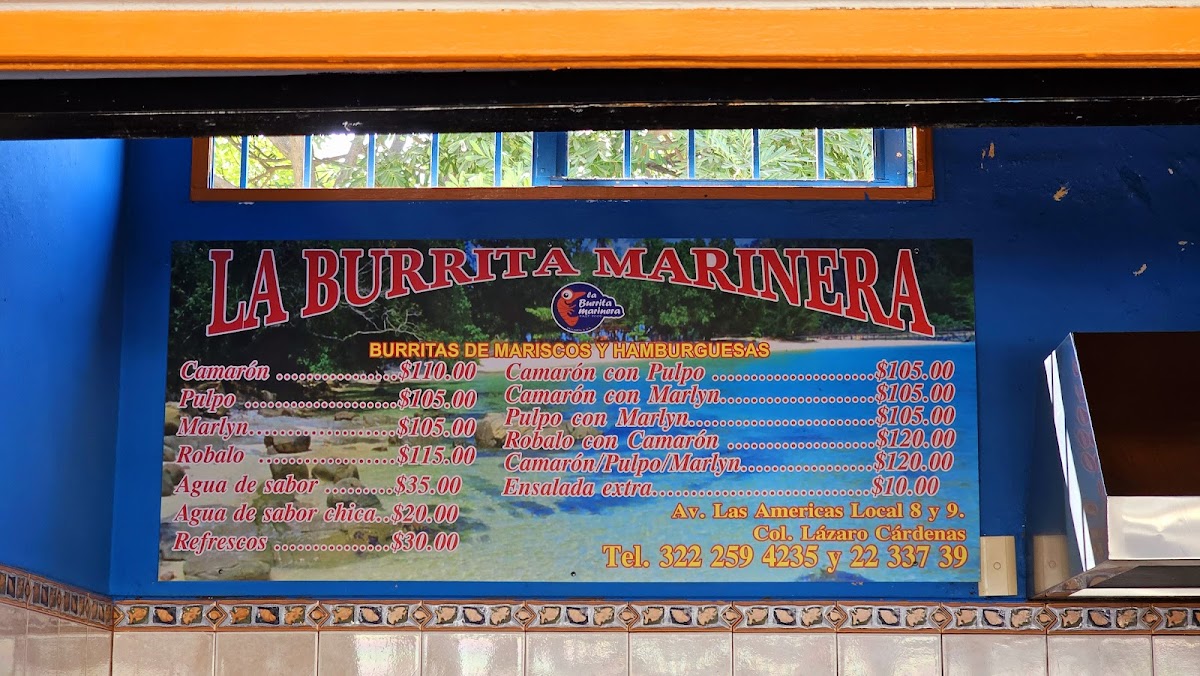 LA BURRITA MARINERA
la
Burrita
marinera
BURRITAS DE MARISCOS Y HAMBURGUESAS
Camarón ..................$110.00
Pulpo ......................$105.00
Marlyn......................$105.00
Robalo ....................$115.00
Agua de sabor ..........$35.00
Agua de sabor chica..$20.00
Refrescos .................$30.00
Camarón con Pulpo ........................$105.00
Camarón con Marlyn......................$105.00
Pulpo con Marlyn...........................$105.00
Robalo con Camarón ......................$120.00
Camarón/Pulpo/Marlyn...................$120.00
Ensalada extra................................$10.00
Av. Las Americas Local 8 y 9.
Col. Lázaro Cárdenas
Tel. 322 259 4235 y 22 337 39